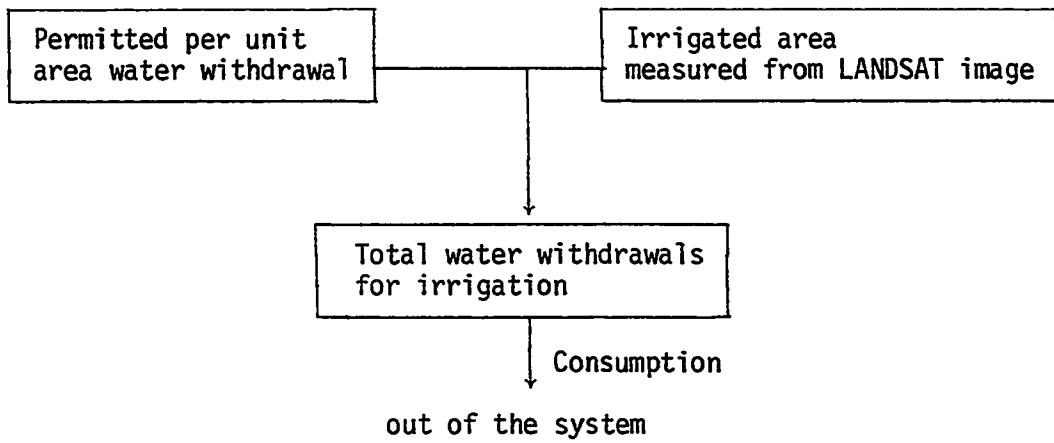 Permitted per unit
area water withdrawal
Irrigated area
measured from LANDSAT image
Total water withdrawals
for irrigation
Consumption
out of the system